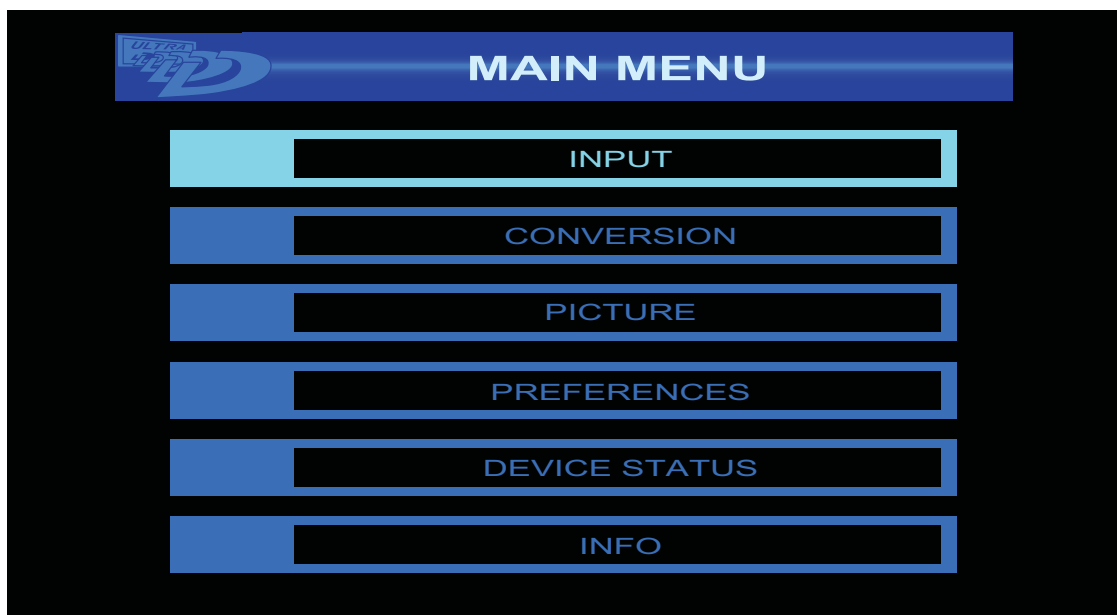 ULTRA
MAIN MENU
INPUT
CONVERSION
PICTURE
PREFERENCES
DEVICE STATUS
INFO